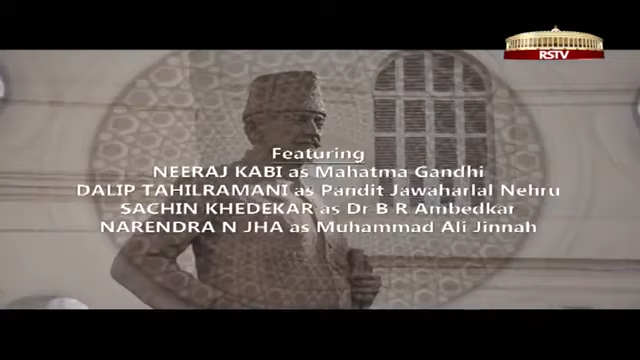 RSTV
Featuring
NEERAJ KABI as Mahatma Gandhi
DALIP TAHILRAMANI as Pandit Jawaharlal Nehru
SACHIN KHEDEKAR as Dr B R Ambedkar
NARENDRA N JHA as Muhammad Ali Jinnah